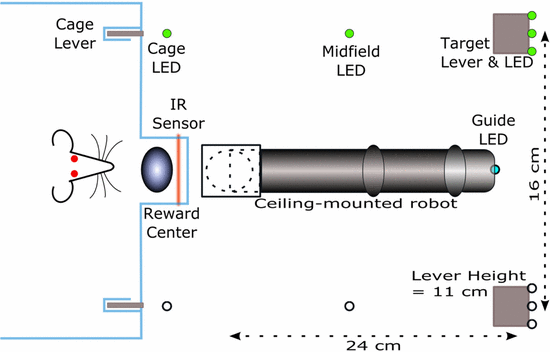 Cage
Lever
Cage
LED
Midfield
LED
Target
Lever & LED
IR
Sensor
Guide
LED
Reward
Center
Ceiling-mounted robot
16 cm
Lever Height
= 11 cm
24 cm